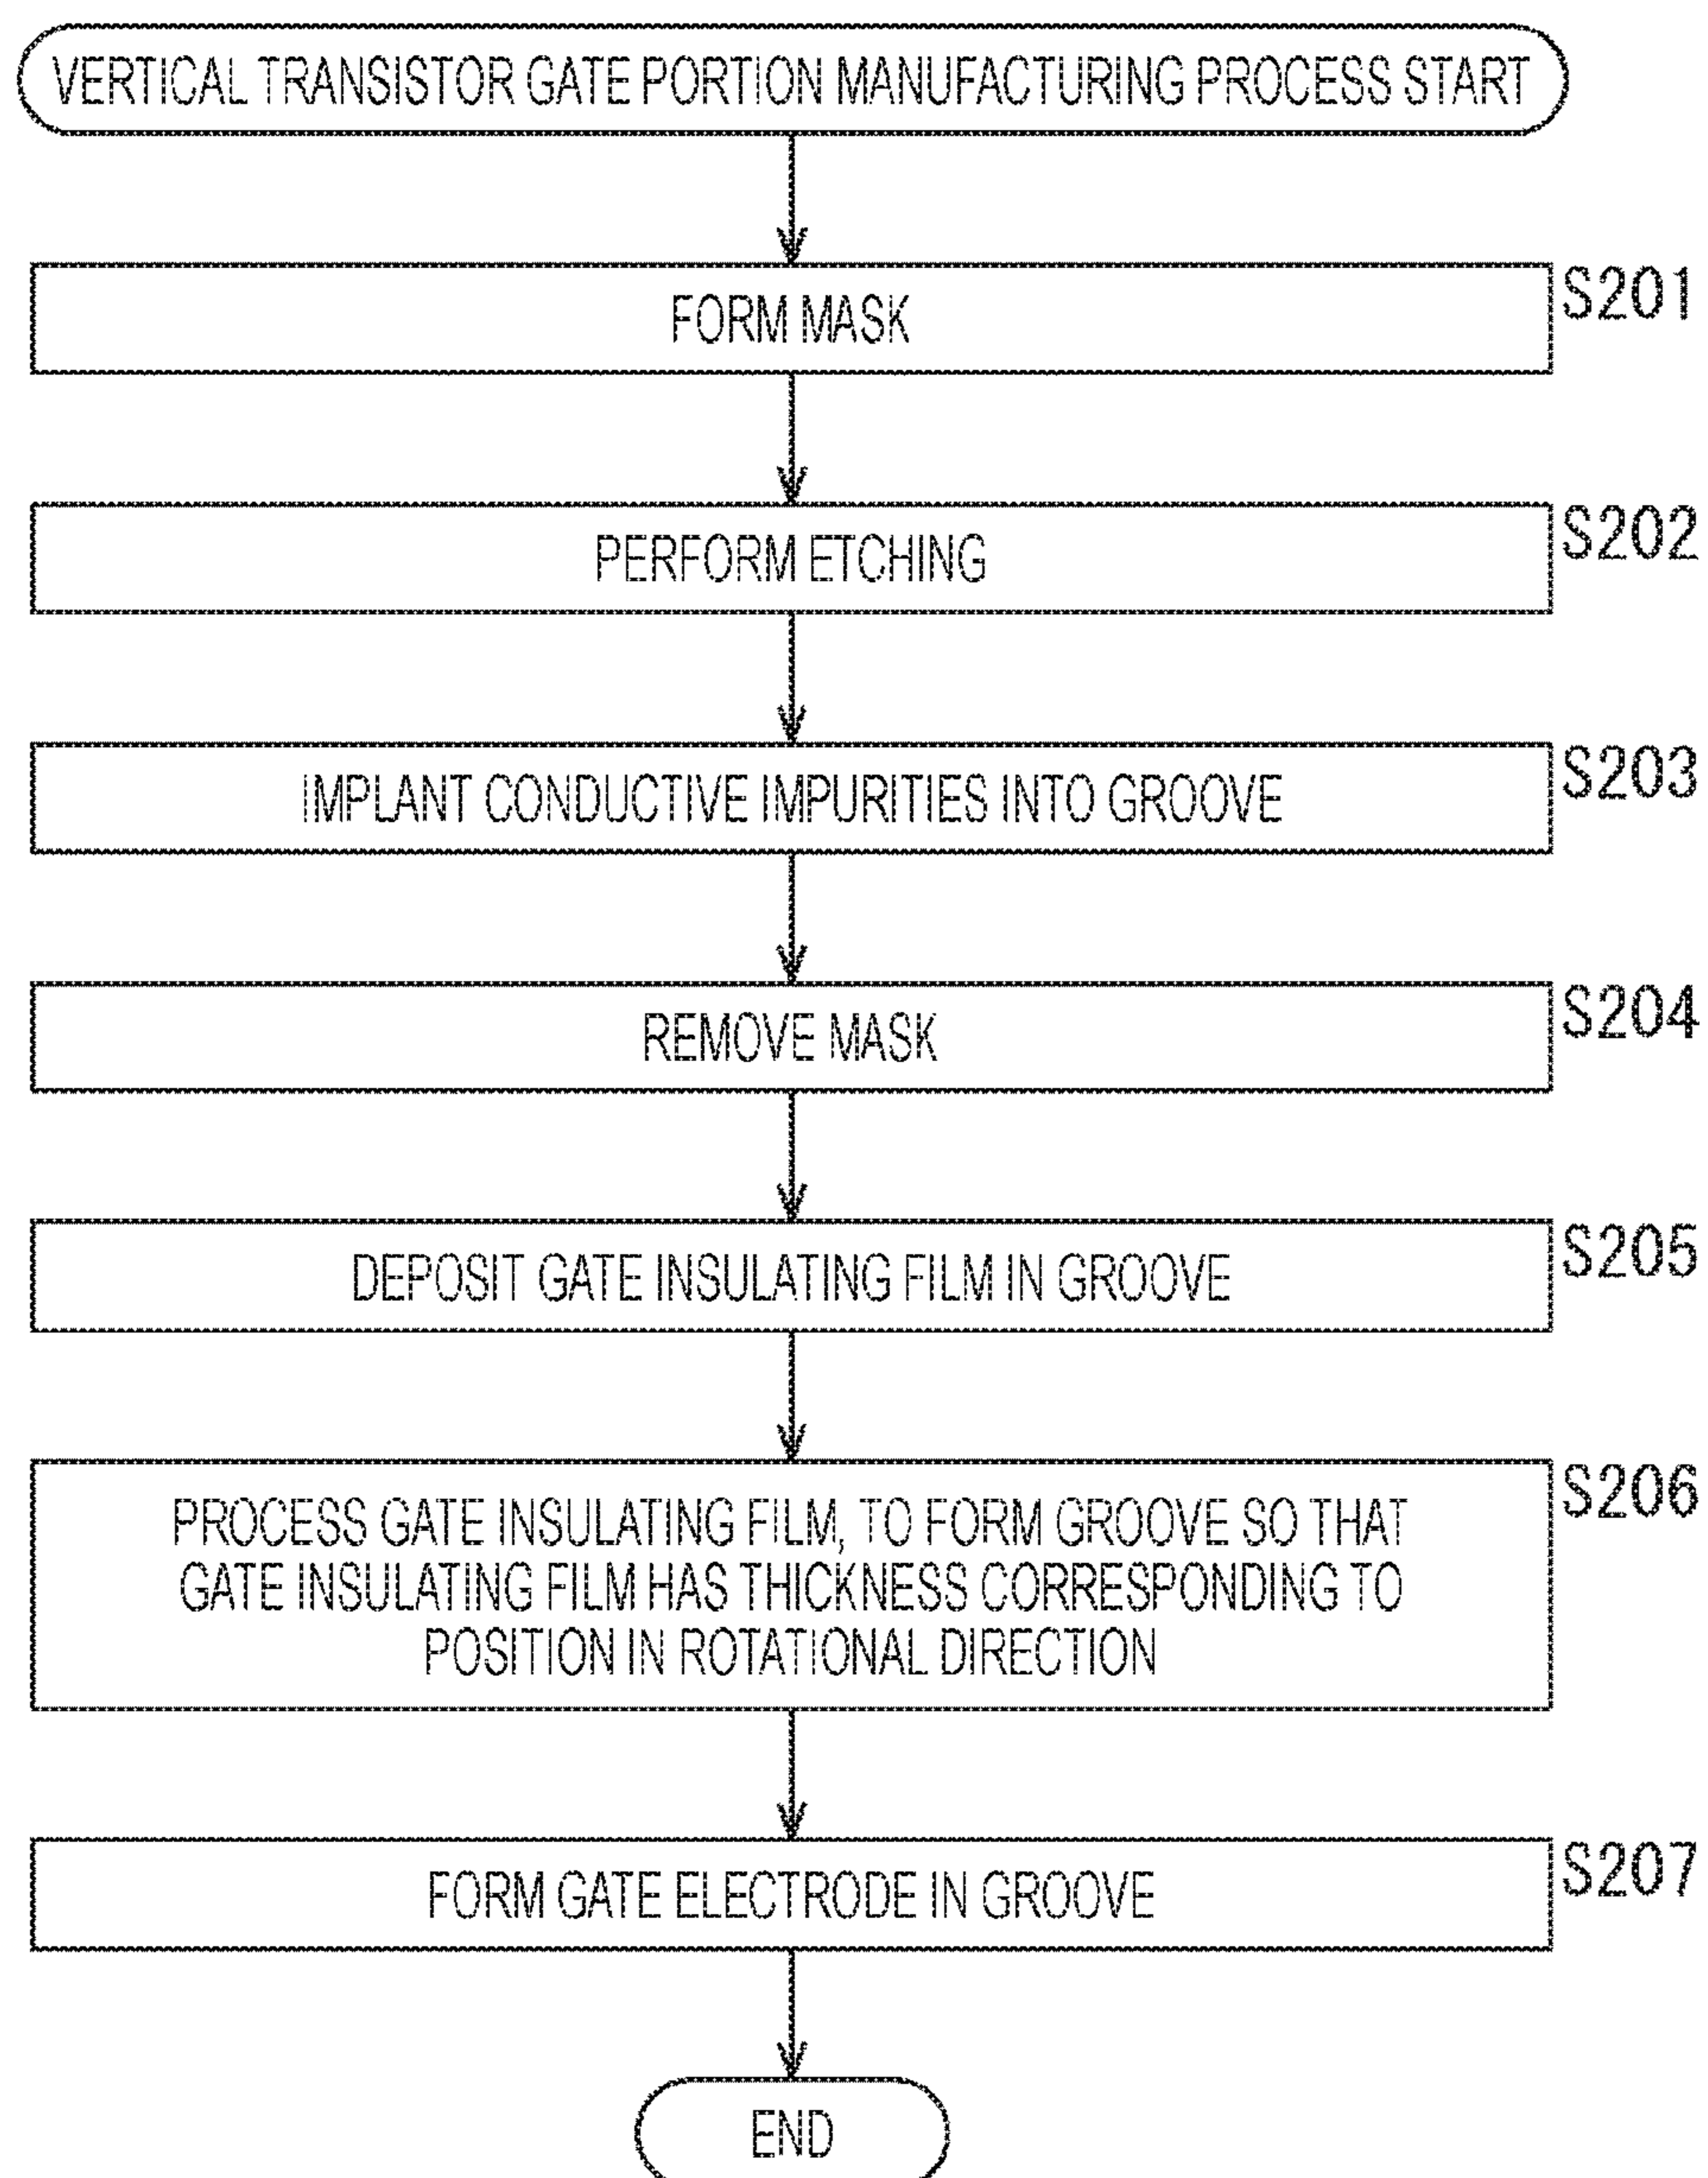 VERTICAL TRANSISTOR GATE PORTION MANUFACTURING PROCESS START
FORM MASK
S201
PERFORM ETCHING
S202
IMPLANT CONDUCTIVE IMPURITIES INTO GROOVE
S203
REMOVE MASK
S204
DEPOSIT GATE INSULATING FILM IN GROOVE
S205
PROCESS GATE INSULATING FILM, TO FORM GROOVE SO THAT
GATE INSULATING FILM HAS THICKNESS CORRESPONDING TO
POSITION IN ROTATIONAL DIRECTION
S206
FORM GATE ELECTRODE IN GROOVE
S207
END